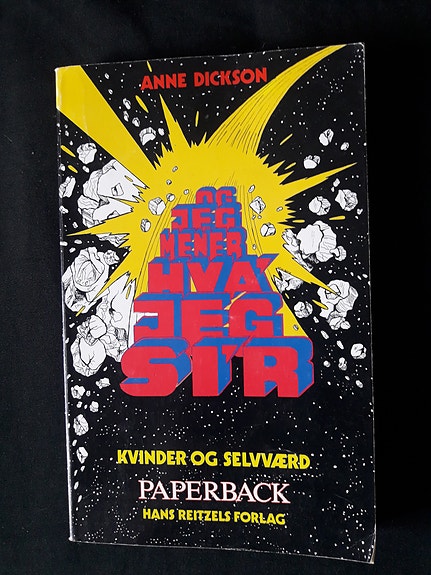 ANNE DICKSON
OG
JEG
MENER
HVA'
JEG
SI'R
KVINDER OG SELVVÆRD
PAPERBACK
HANS REITZELS FORLAG